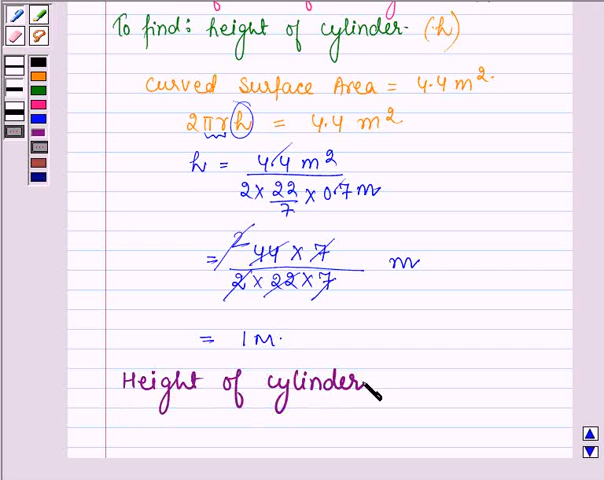 To find: height of cylinder. (h)
Curved Surface Area = 4.4 m².
2πrh = 4.4 m²
h = 4.4 m² / 2 × 22/7 × 0.7 m
= 2 44 × 7 / 2 × 22 × 7 m
= 1 m.
Height of cylinder